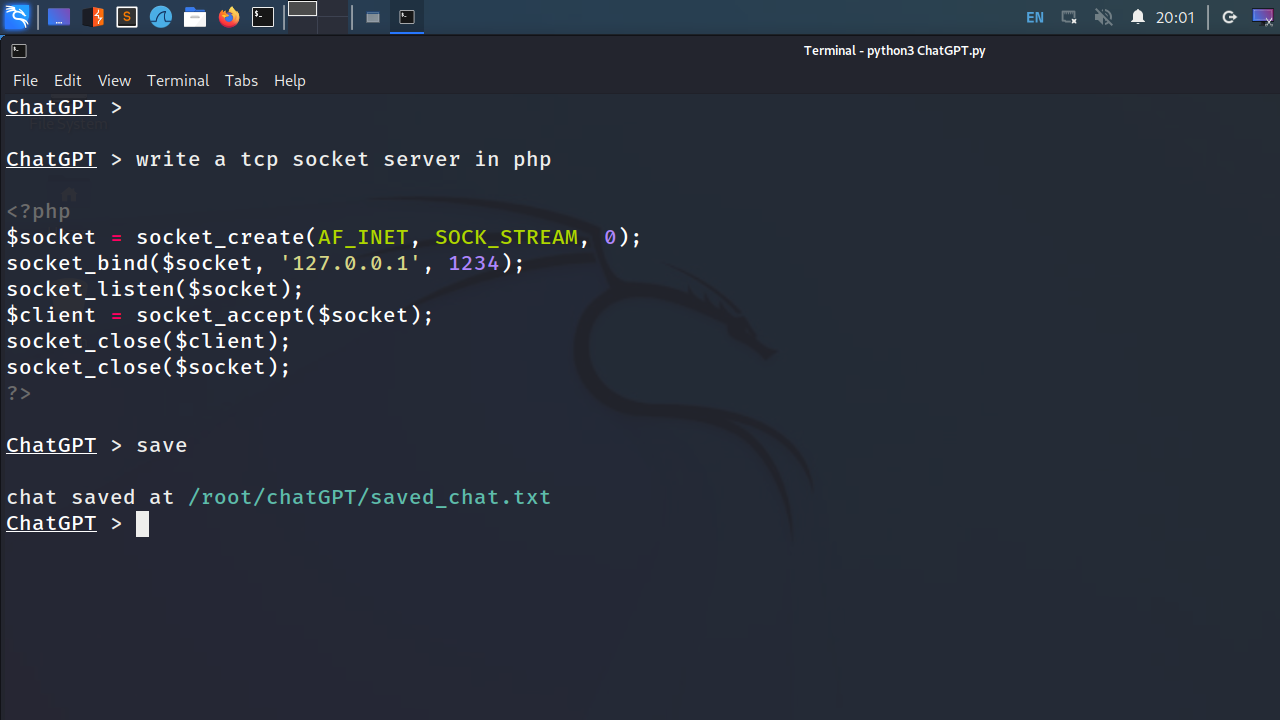 EN
20:01
Terminal - python3 ChatGPT.py
File Edit View Terminal Tabs Help
ChatGPT >
ChatGPT > write a tcp socket server in php
<?php
$socket = socket_create(AF_INET, SOCK_STREAM, 0);
socket_bind($socket, '127.0.0.1', 1234);
socket_listen($socket);
$client = socket_accept($socket);
socket_close($client);
socket_close($socket);
?>
ChatGPT > save
chat saved at /root/chatGPT/saved_chat.txt
ChatGPT >